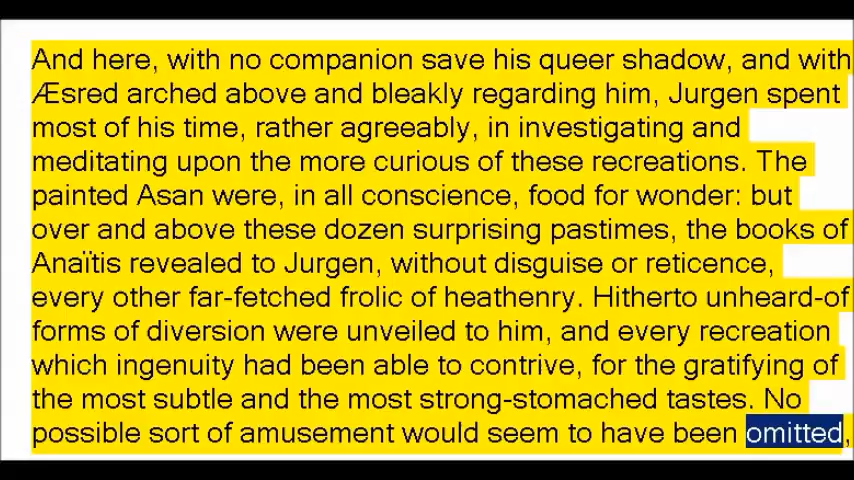 And here, with no companion save his queer shadow, and with
Æsred arched above and bleakly regarding him, Jurgen spent
most of his time, rather agreeably, in investigating and
meditating upon the more curious of these recreations. The
painted Asan were, in all conscience, food for wonder: but
over and above these dozen surprising pastimes, the books of
Anaïtis revealed to Jurgen, without disguise or reticence,
every other far-fetched frolic of heathenry. Hitherto unheard-of
forms of diversion were unveiled to him, and every recreation
which ingenuity had been able to contrive, for the gratifying of
the most subtle and the most strong-stomached tastes. No
possible sort of amusement would seem to have been omitted,